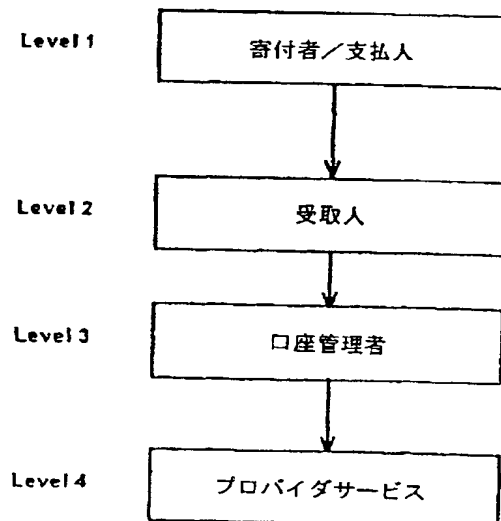 Level 1
寄付者／支払人
Level 2
受取人
Level 3
口座管理者
Level 4
プロバイダサービス